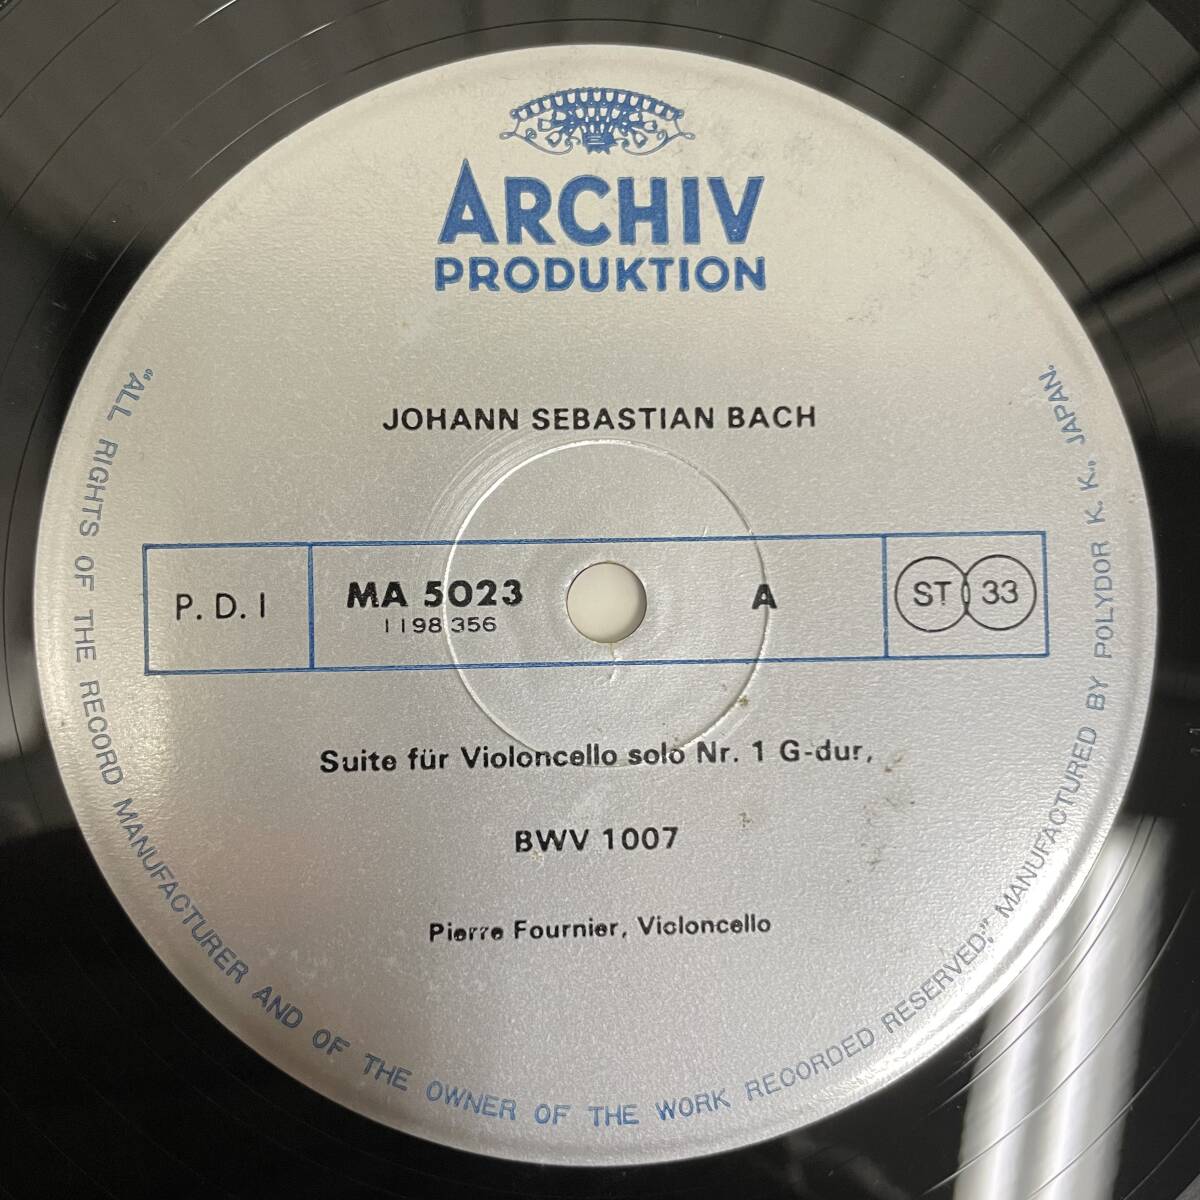 ARCHIV
PRODUKTION
JOHANN SEBASTIAN BACH
P. D. I
MA 5023
1198 356
A
ST 33
Suite für Violoncello solo Nr. 1 G-dur,
BWV 1007
Pierre Fournier, Violoncello
"ALL RIGHTS OF THE RECORD MANUFACTURER AND OF THE OWNER OF THE WORK RECORDED RESERVED." MANUFACTURED BY POLYDOR K. K., JAPAN.